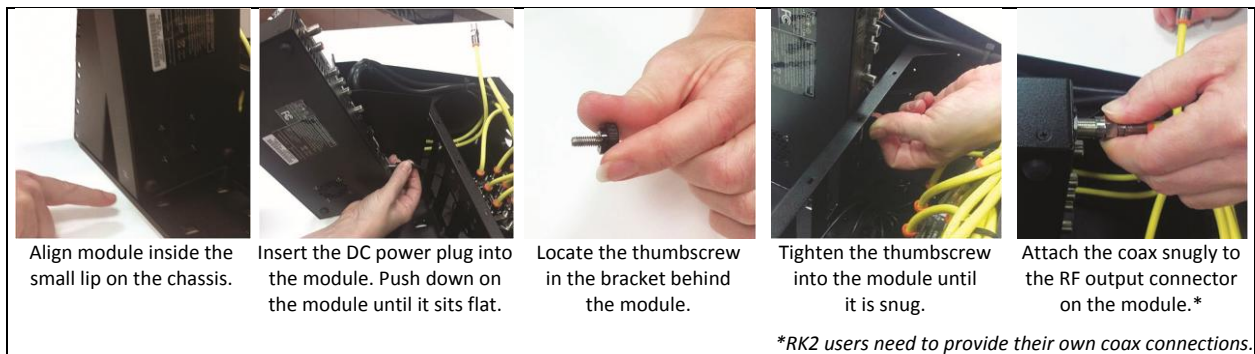 Align module inside the
small lip on the chassis.
Insert the DC power plug into
the module. Push down on
the module until it sits flat.
Locate the thumbscrew
in the bracket behind
the module.
Tighten the thumbscrew
into the module until
it is snug.
Attach the coax snugly to
the RF output connector
on the module.*
*RK2 users need to provide their own coax connections.